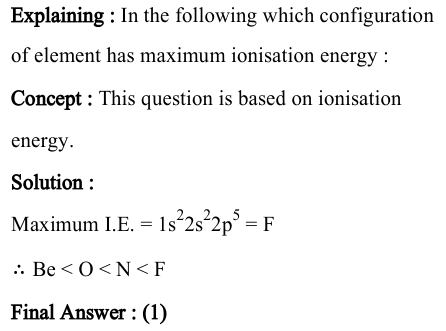 Explaining : In the following which configuration
of element has maximum ionisation energy :
Concept : This question is based on ionisation
energy.
Solution :
Maximum I.E. = 1s²2s²2p⁵ = F
∴ Be < O < N < F
Final Answer : (1)